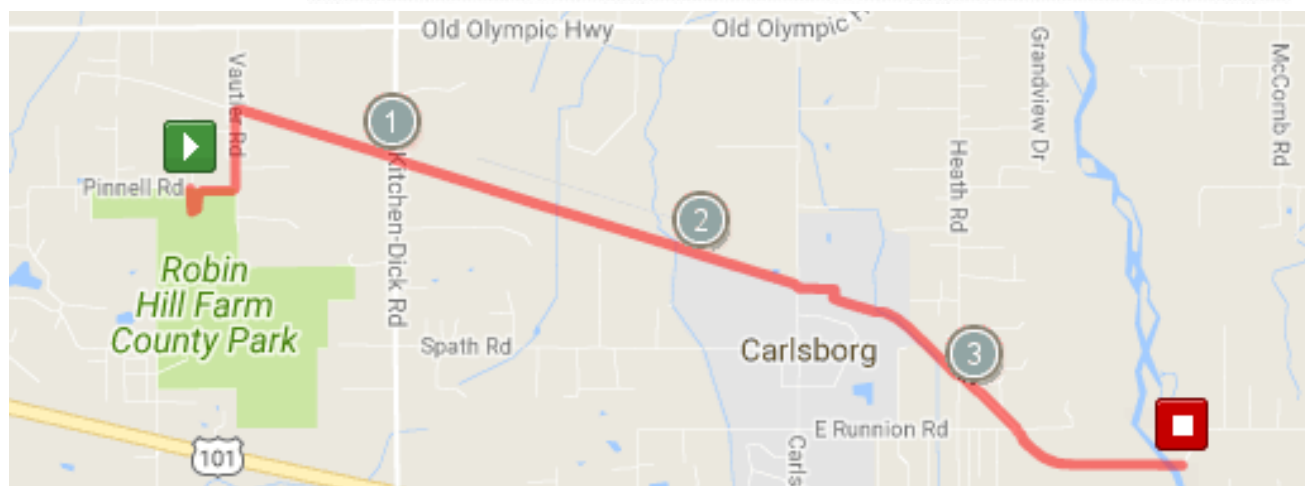 Old Olympic Hwy
Old Olympic H
Vautier Rd
Grandview Dr
McComb Rd
1
Pinnell Rd
Kitchen-Dick Rd
Heath Rd
2
Robin
Hill Farm
County Park
Spath Rd
Carlsborg
3
E Runnion Rd
101
Carls